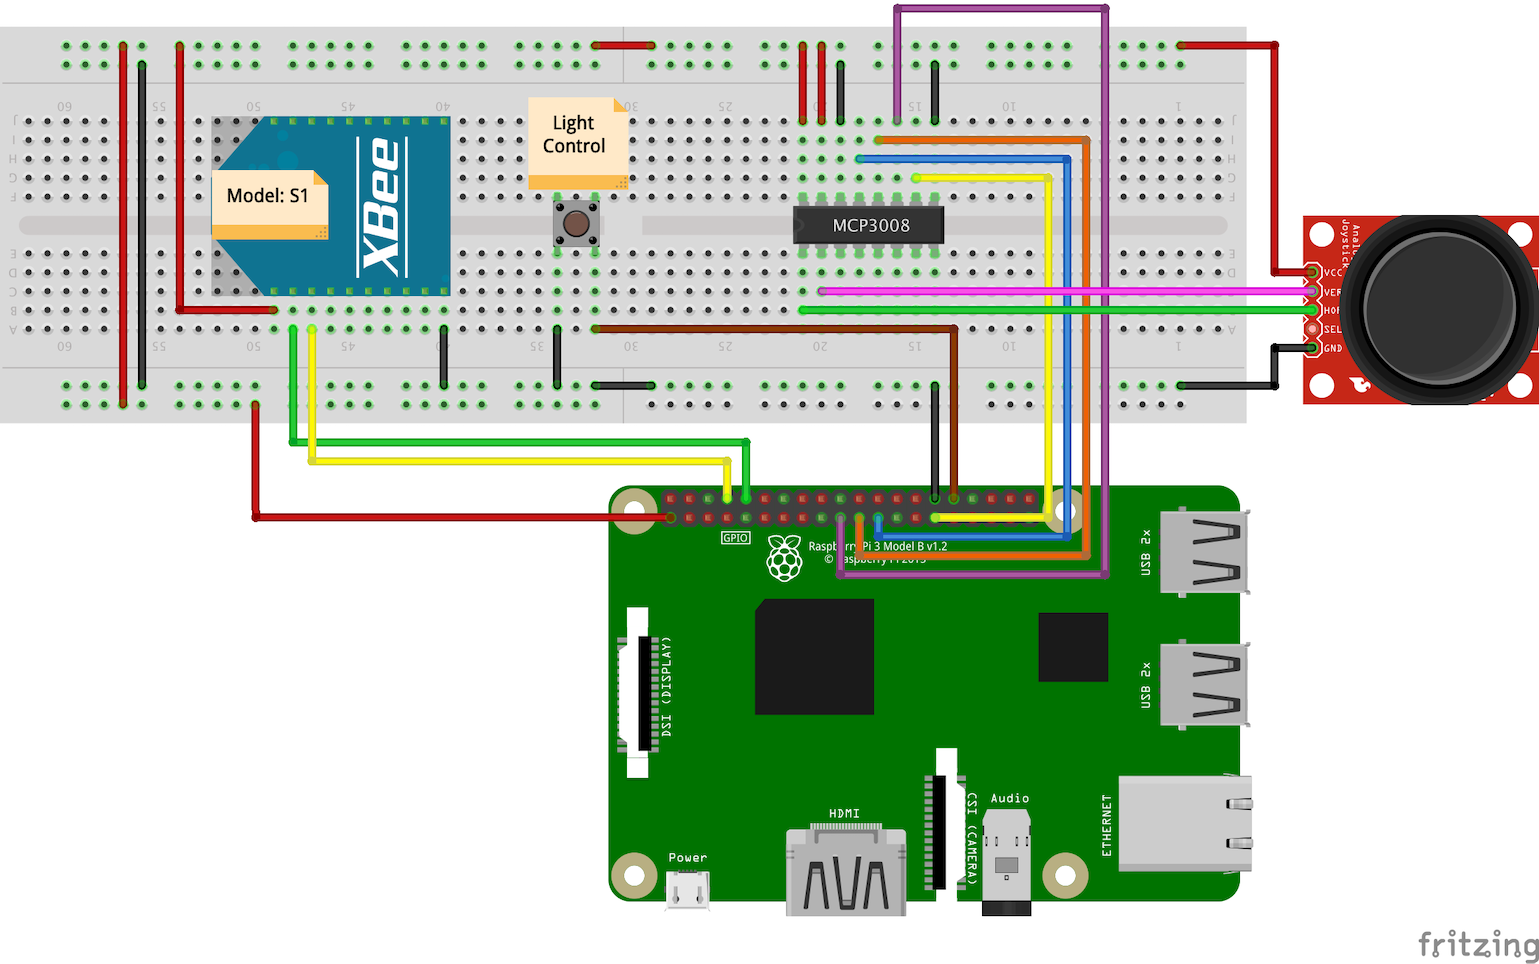 60 55 50 45 40 30 25 20 15 10 1
J
I
H
G
F
Light
Control
Model: S1
XBee
MCP3008
E
D
C
B
A
60 55 50 45 40 35 30 25 20 15 10 1
Analog
Joystick
VCC
VER
HOR
SEL
GND
GPIO
Raspberry Pi 3 Model B v1.2
© Raspberry Pi 2015
USB 2x
USB 2x
DSI (DISPLAY)
CSI (CAMERA)
Audio
HDMI
Power
ETHERNET
fritzing